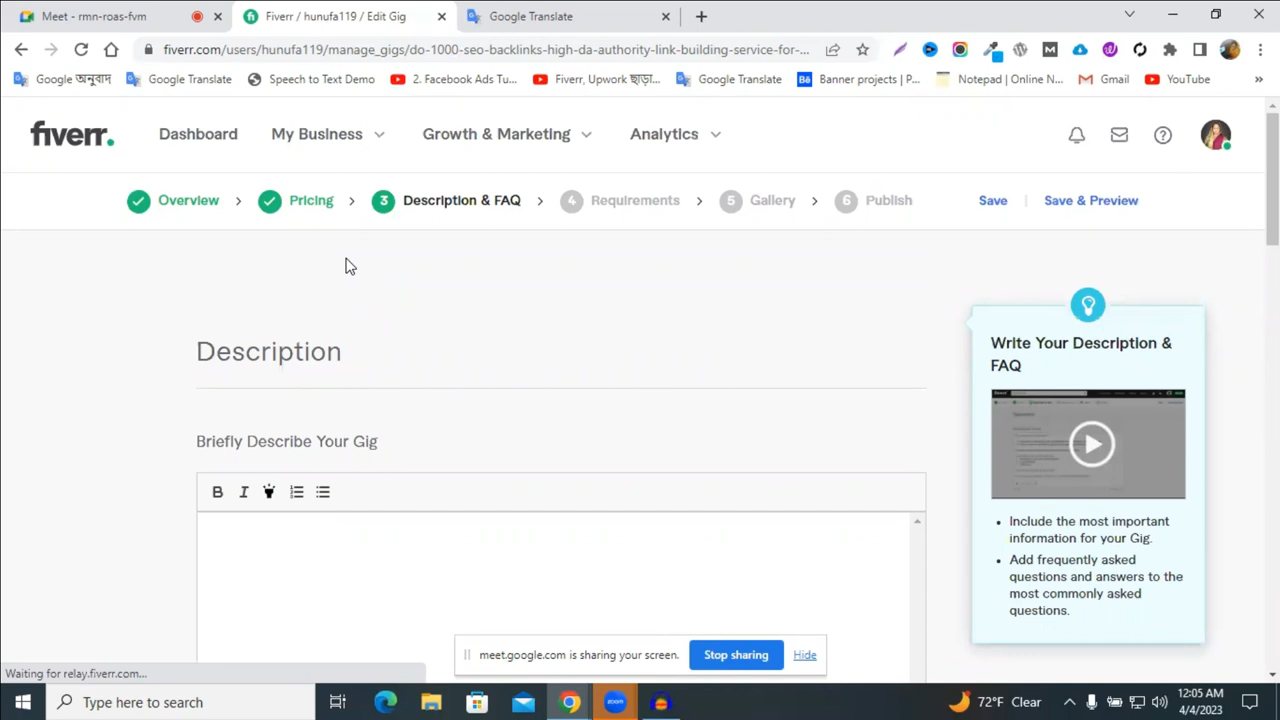 Meet - rmn-roas-fvm
Fiverr / hunufa119 / Edit Gig
Google Translate
fiverr.com/users/hunufa119/manage_gigs/do-1000-seo-backlinks-high-da-authority-link-building-service-for-...
Google অনুবাদ
Google Translate
Speech to Text Demo
2. Facebook Ads Tu...
Fiverr, Upwork ছাড়া...
Google Translate
Banner projects | P...
Notepad | Online N...
Gmail
YouTube
fiverr.
Dashboard
My Business
Growth & Marketing
Analytics
Overview
Pricing
3 Description & FAQ
4 Requirements
5 Gallery
6 Publish
Save
Save & Preview
Description
Briefly Describe Your Gig
B I
Write Your Description &
FAQ
• Include the most important
information for your Gig.
• Add frequently asked
questions and answers to the
most commonly asked
questions.
meet.google.com is sharing your screen.
Stop sharing
Hide
Waiting for relay.fiverr.com...
Type here to search
zoom
72°F Clear
12:05 AM
4/4/2023